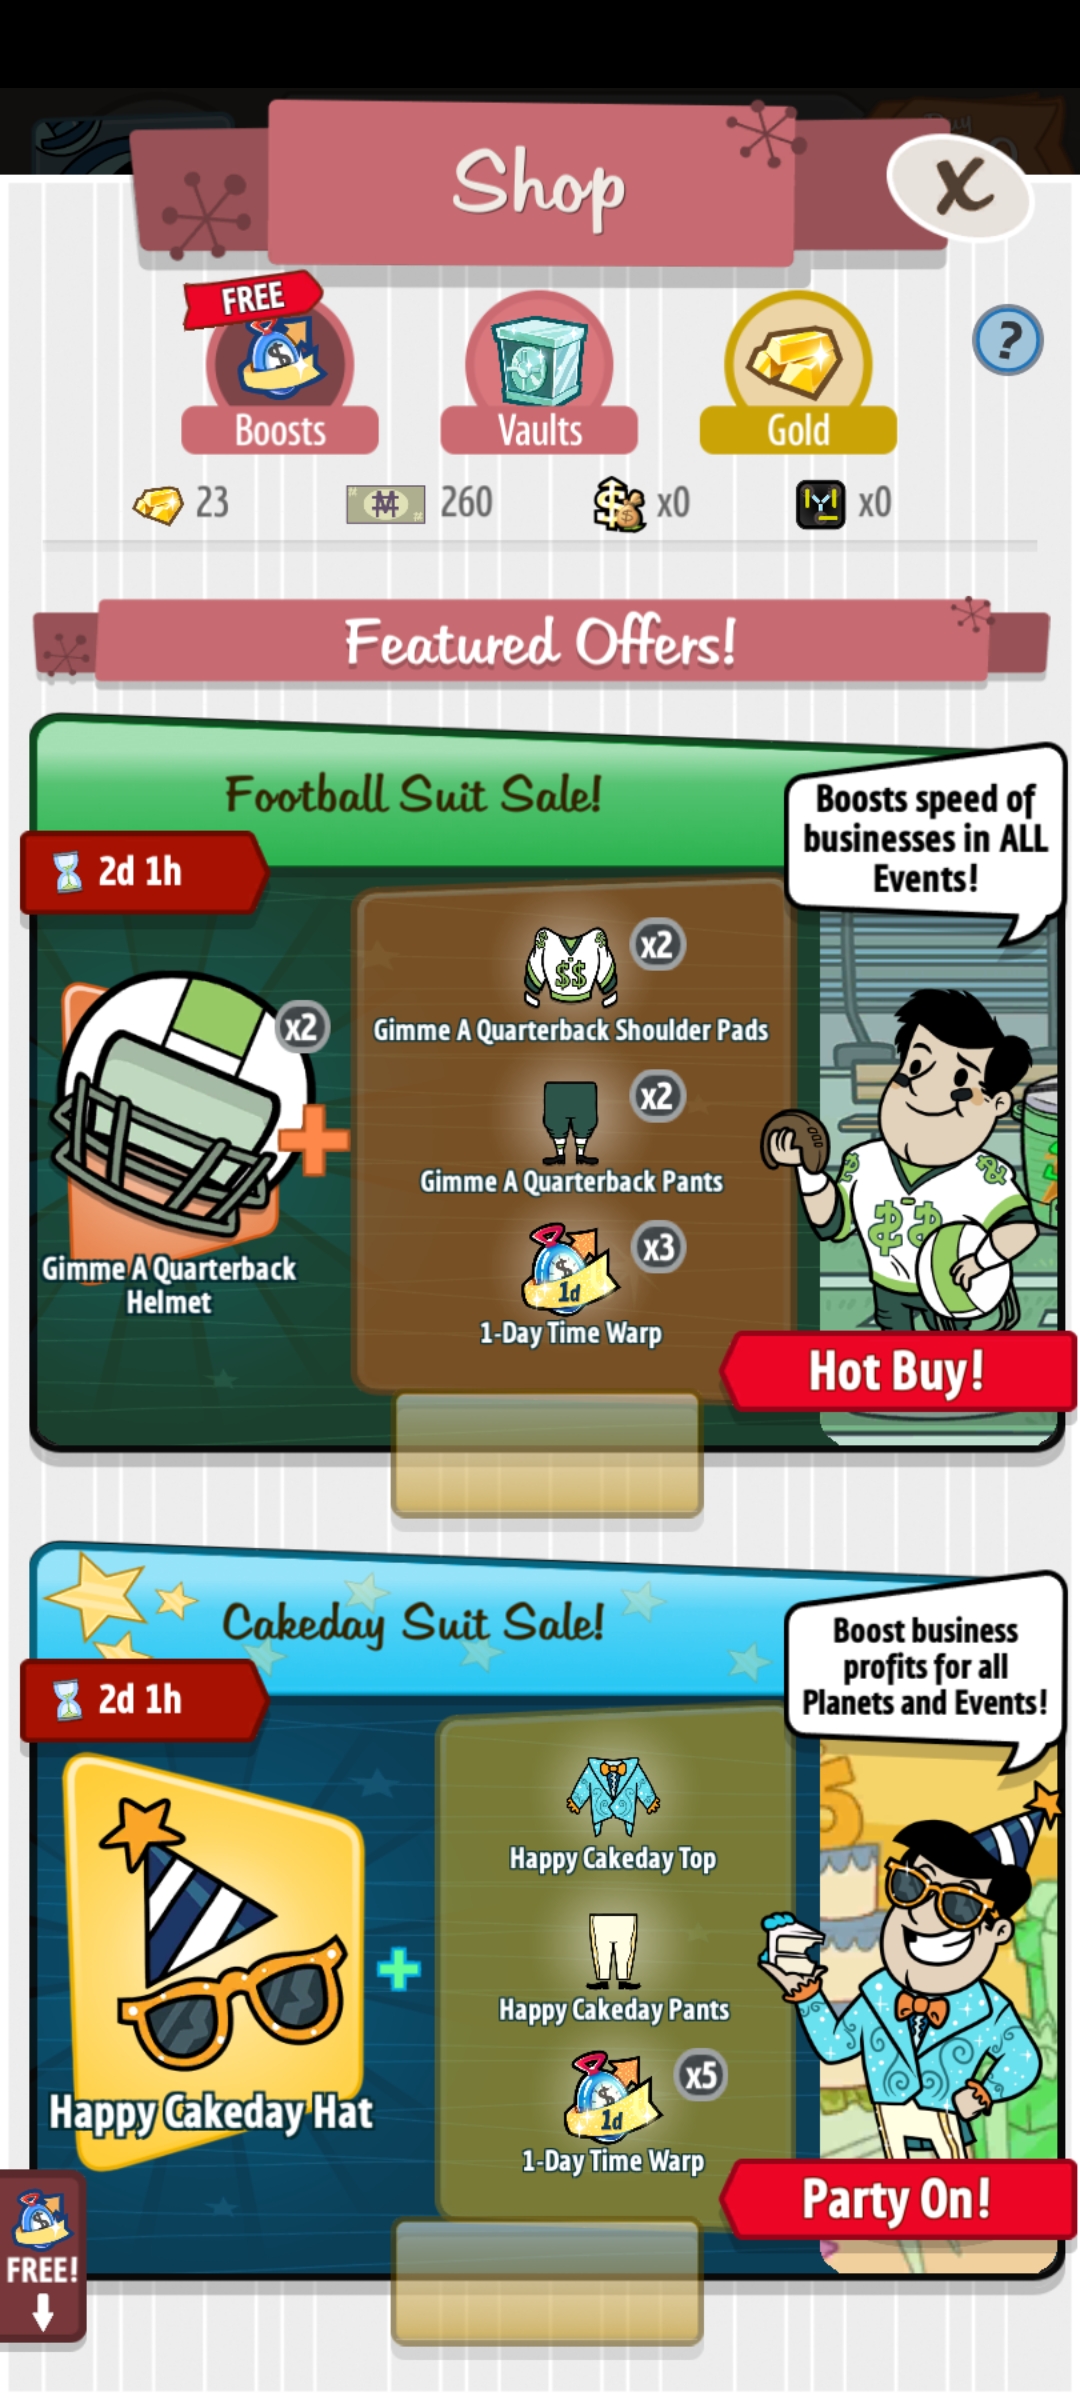 Shop
X
FREE
Boosts
Vaults
Gold
?
23
260
x0
x0
Featured Offers!
Football Suit Sale!
2d 1h
Boosts speed of
businesses in ALL
Events!
x2
Gimme A Quarterback
Helmet
x2
Gimme A Quarterback Shoulder Pads
x2
Gimme A Quarterback Pants
x3
1d
1-Day Time Warp
Hot Buy!
Cakeday Suit Sale!
2d 1h
Boost business
profits for all
Planets and Events!
Happy Cakeday Hat
Happy Cakeday Top
Happy Cakeday Pants
x5
1d
1-Day Time Warp
Party On!
FREE!